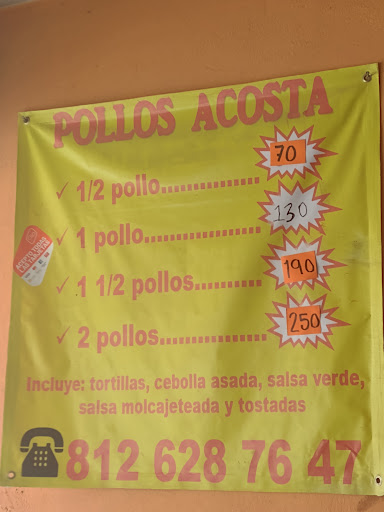 POLLOS ACOSTA
✓ 1/2 pollo............... 70
✓ 1 pollo.................. 130
✓ 1 1/2 pollos.......... 190
✓ 2 pollos................ 250
Incluye: tortillas, cebolla asada, salsa verde,
salsa molcajeteada y tostadas
812 628 76 47